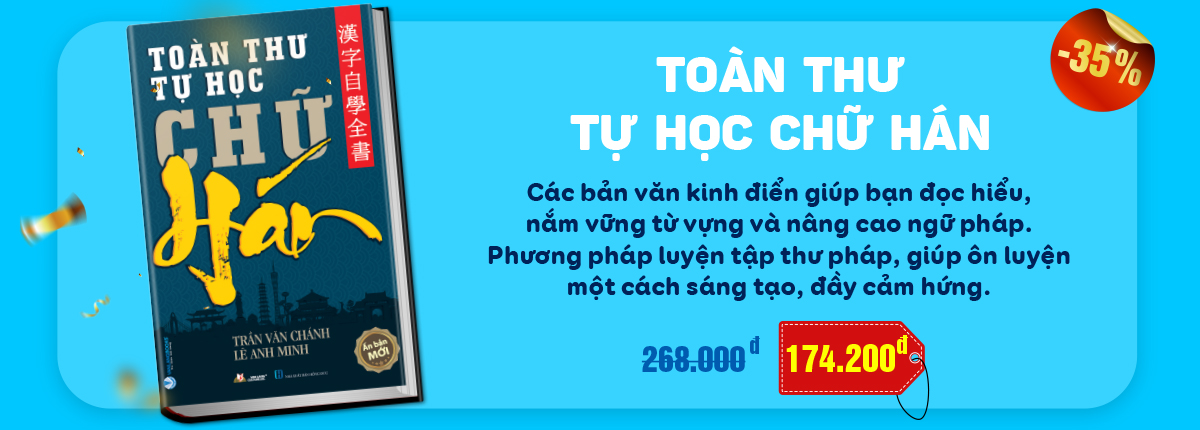 TOÀN THƯ
TỰ HỌC
CHỮ
Hán
漢字自學全書
TRẦN VĂN CHÁNH
LÊ ANH MINH
Ấn bản
MỚI
TOÀN THƯ
TỰ HỌC CHỮ HÁN
Các bản văn kinh điển giúp bạn đọc hiểu,
nắm vững từ vựng và nâng cao ngữ pháp.
Phương pháp luyện tập thư pháp, giúp ôn luyện
một cách sáng tạo, đầy cảm hứng.
268.000đ
174.200đ
-35%